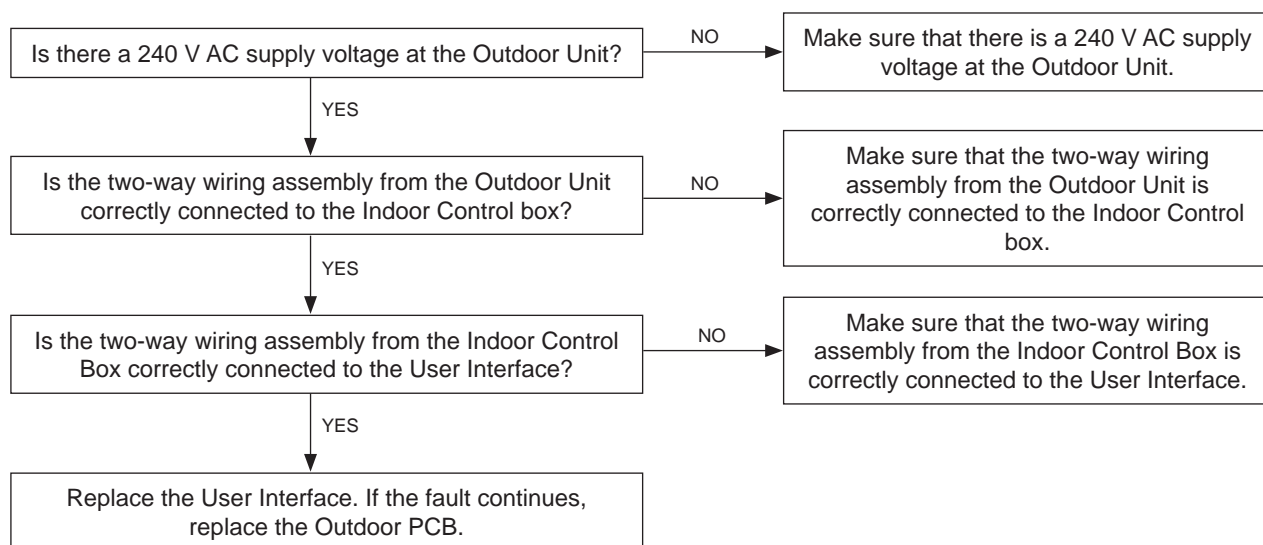 Is there a 240 V AC supply voltage at the Outdoor Unit?
NO
Make sure that there is a 240 V AC supply
voltage at the Outdoor Unit.
YES
Is the two-way wiring assembly from the Outdoor Unit
correctly connected to the Indoor Control box?
NO
Make sure that the two-way wiring
assembly from the Outdoor Unit is
correctly connected to the Indoor Control
box.
YES
Is the two-way wiring assembly from the Indoor Control
Box correctly connected to the User Interface?
NO
Make sure that the two-way wiring
assembly from the Indoor Control Box is
correctly connected to the User Interface.
YES
Replace the User Interface. If the fault continues,
replace the Outdoor PCB.